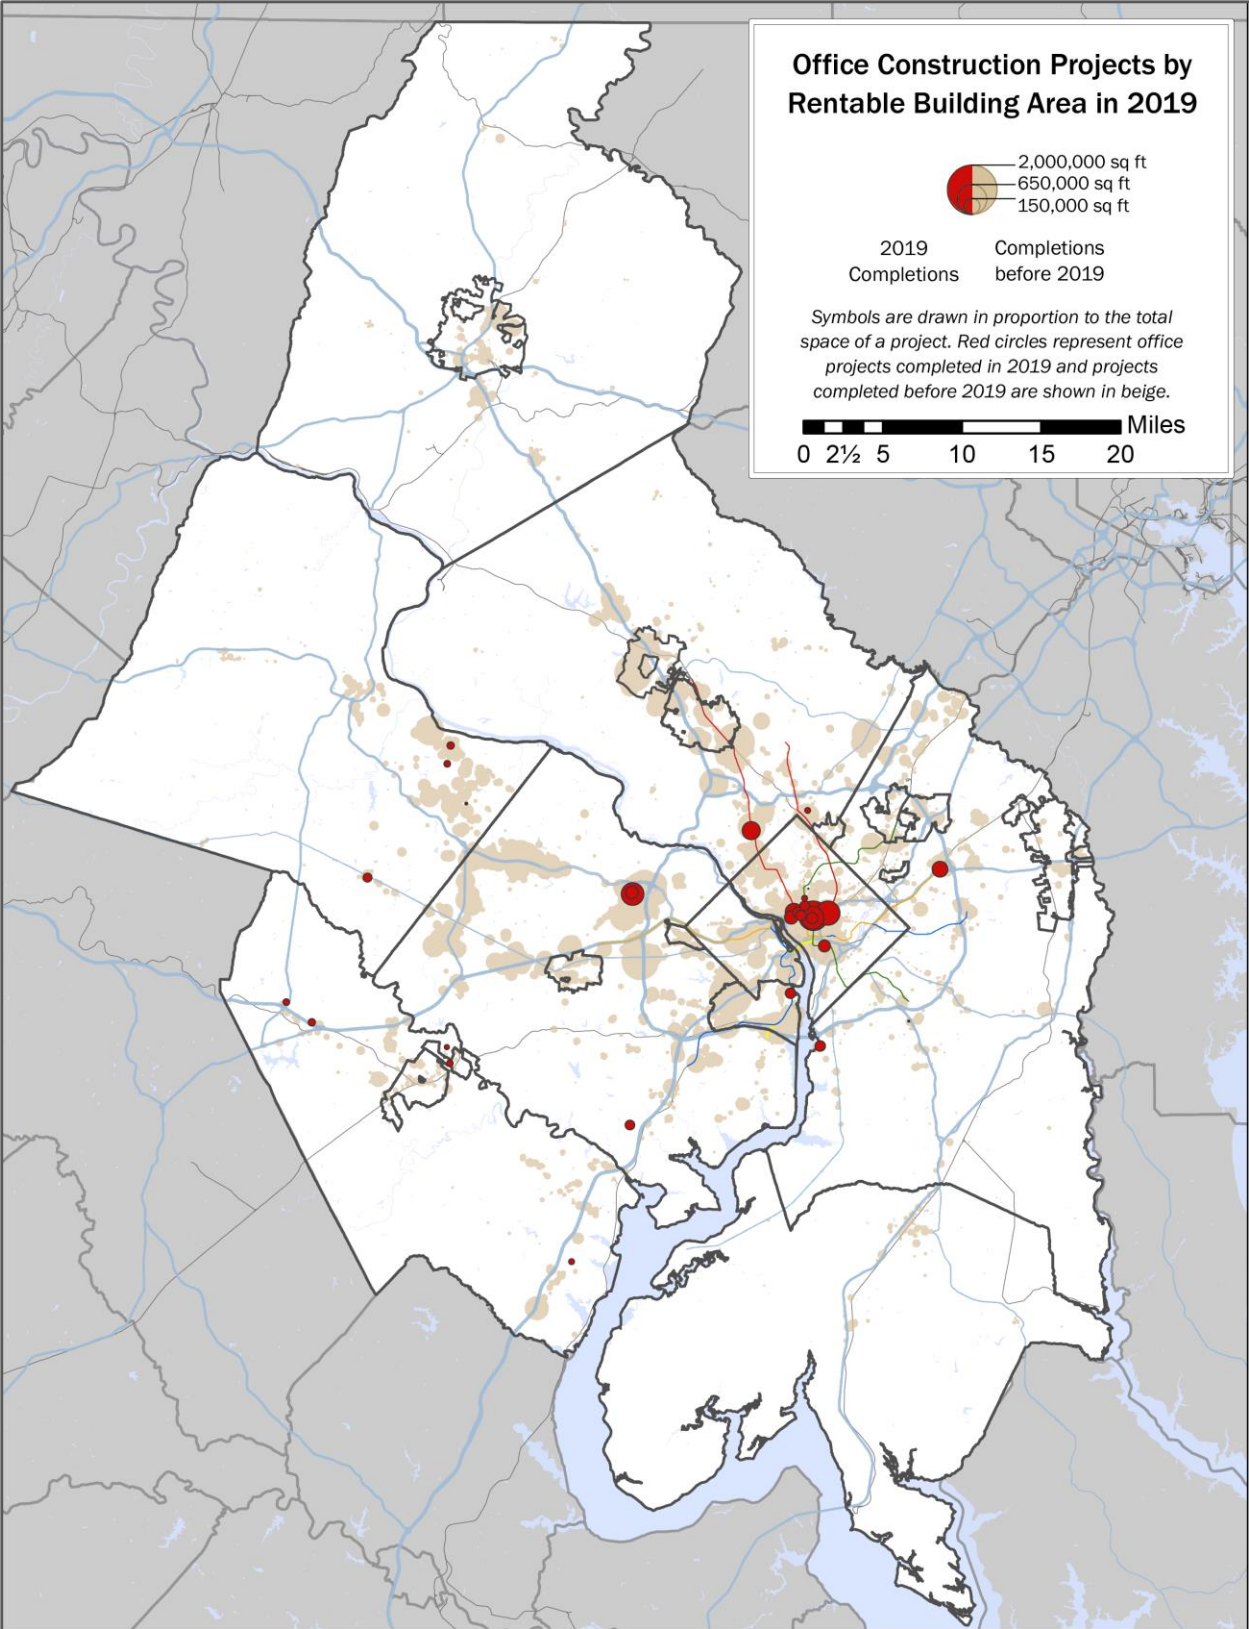 Office Construction Projects by
Rentable Building Area in 2019
2,000,000 sq ft
650,000 sq ft
150,000 sq ft
2019
Completions
Completions
before 2019
Symbols are drawn in proportion to the total
space of a project. Red circles represent office
projects completed in 2019 and projects
completed before 2019 are shown in beige.
Miles
0 2½ 5 10 15 20